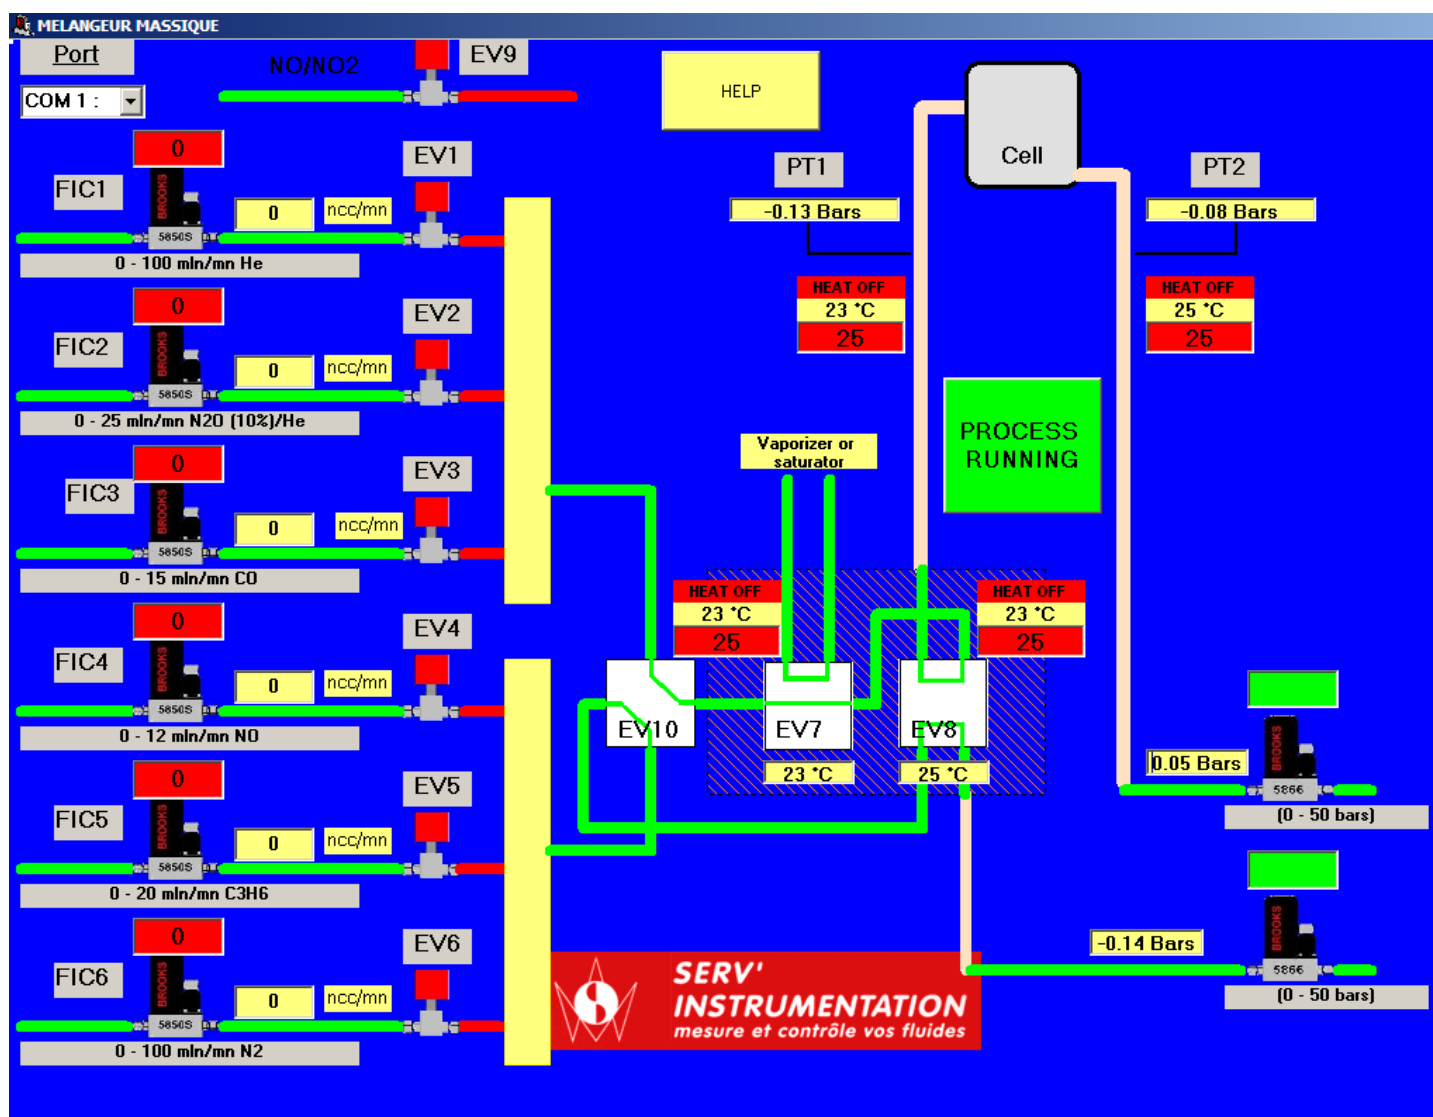 MELANGEUR MASSIQUE
Port
COM 1 :
NO/NO2
EV9
HELP
Cell
0
FIC1
BROOKS
5850S
0
ncc/mn
EV1
0 - 100 mln/mn He
PT1
-0.13 Bars
PT2
-0.08 Bars
HEAT OFF
23 °C
25
HEAT OFF
25 °C
25
0
FIC2
BROOKS
5850S
0
ncc/mn
EV2
0 - 25 mln/mn N2O (10%)/He
PROCESS
RUNNING
Vaporizer or
saturator
0
FIC3
BROOKS
5850S
0
ncc/mn
EV3
0 - 15 mln/mn CO
HEAT OFF
23 °C
25
HEAT OFF
23 °C
25
0
FIC4
BROOKS
5850S
0
ncc/mn
EV4
0 - 12 mln/mn NO
EV10
EV7
EV8
23 °C
25 °C
0.05 Bars
BROOKS
5866
(0 - 50 bars)
0
FIC5
BROOKS
5850S
0
ncc/mn
EV5
0 - 20 mln/mn C3H6
0
FIC6
BROOKS
5850S
0
ncc/mn
EV6
0 - 100 mln/mn N2
-0.14 Bars
BROOKS
5866
(0 - 50 bars)
SERV'
INSTRUMENTATION
mesure et contrôle vos fluides